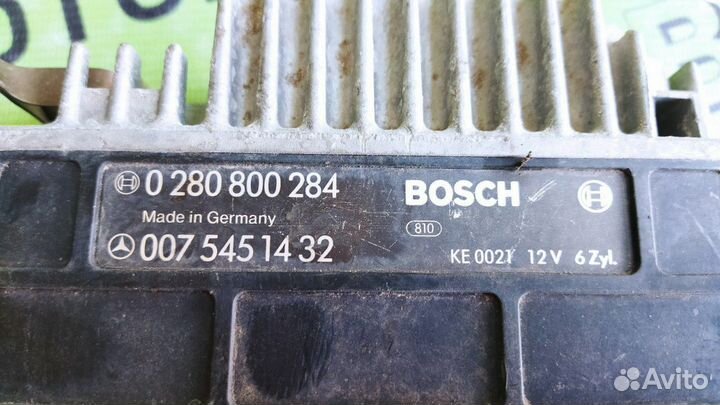 0 280 800 284
BOSCH
Made in Germany
810
007 545 14 32
KE 0021 12 V 6 Zyl.
Avito